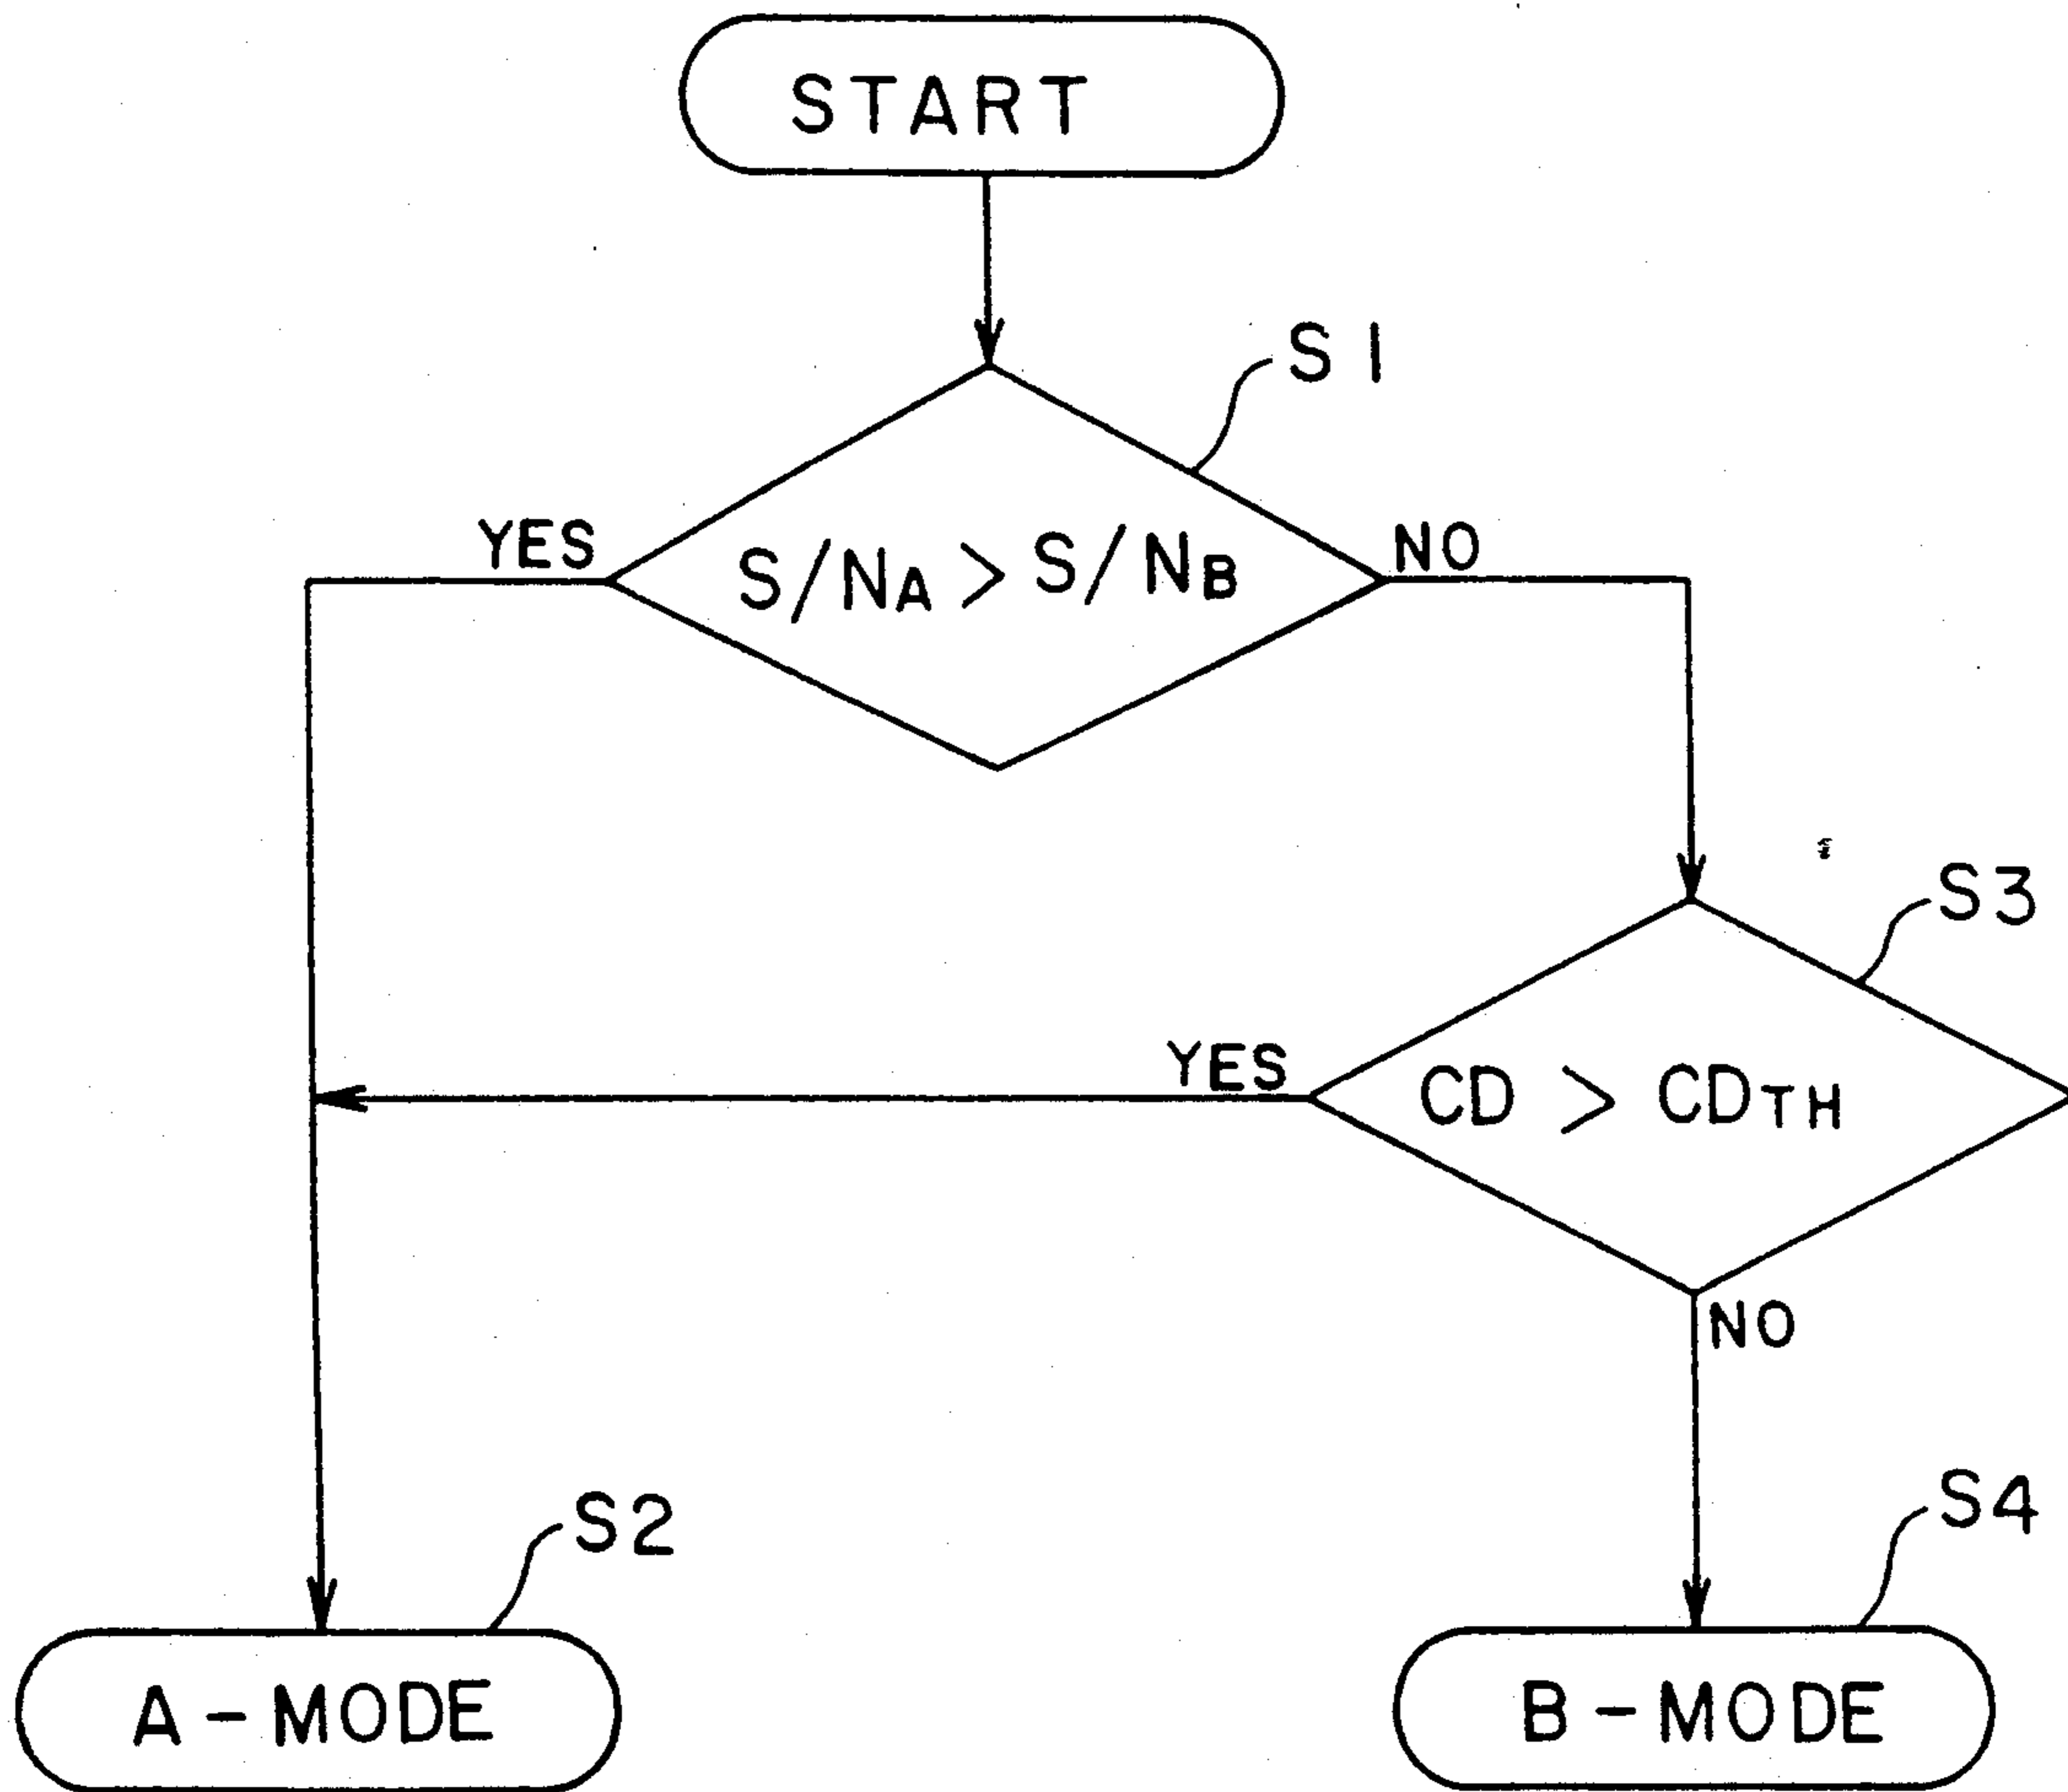 START
S1
YES
S/NA > S/NB
NO
S3
YES
CD > CDTH
NO
S2
S4
A-MODE
B-MODE